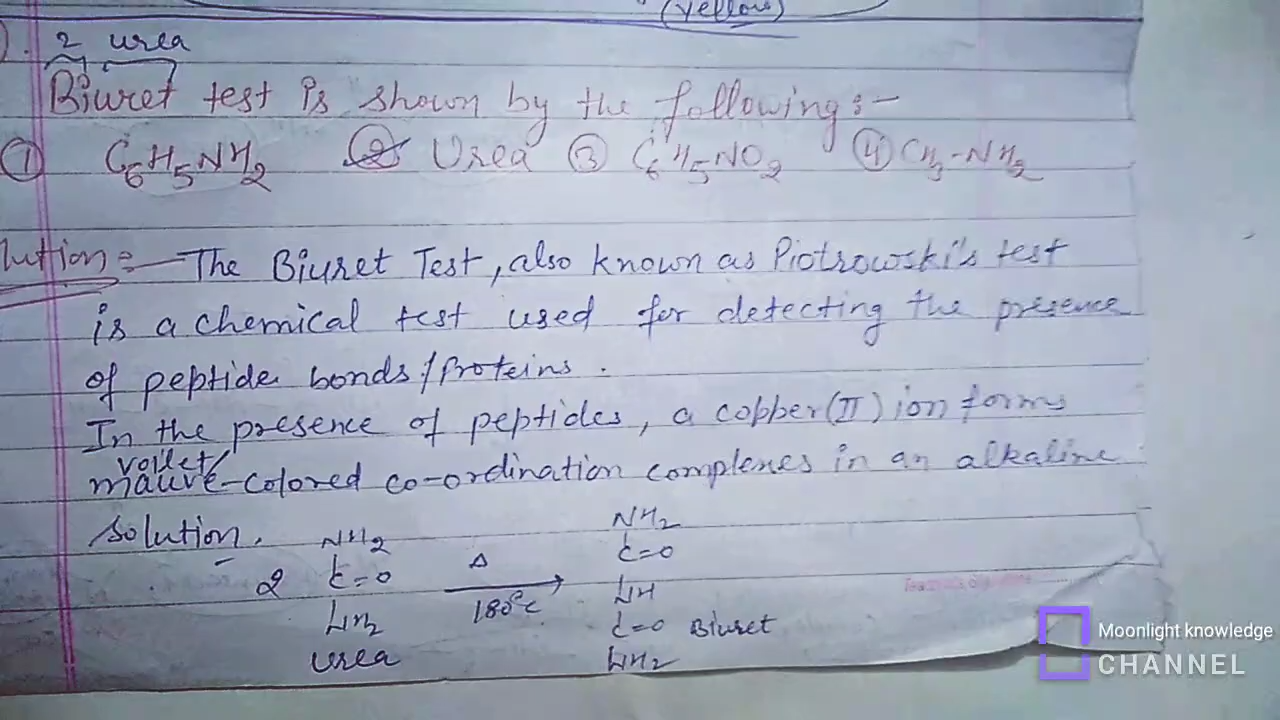 (Yellow)
). 2 urea
Biuret test is shown by the following:-
① C6H5NH2 ② Urea ③ C6H5NO2 ④ CH3-NH2
lution:- The Biuret Test, also known as Piotrowski's test
is a chemical test used for detecting the presence
of peptide bonds/proteins.
In the presence of peptides, a copper(II) ion forms
voilet/
mauve-colored co-ordination complexes in an alkaline
solution.
NH2
C=O
NH2
urea
2
Δ
180°c
NH2
C=O
NH
C=O Biuret
NH2
Moonlight knowledge
CHANNEL